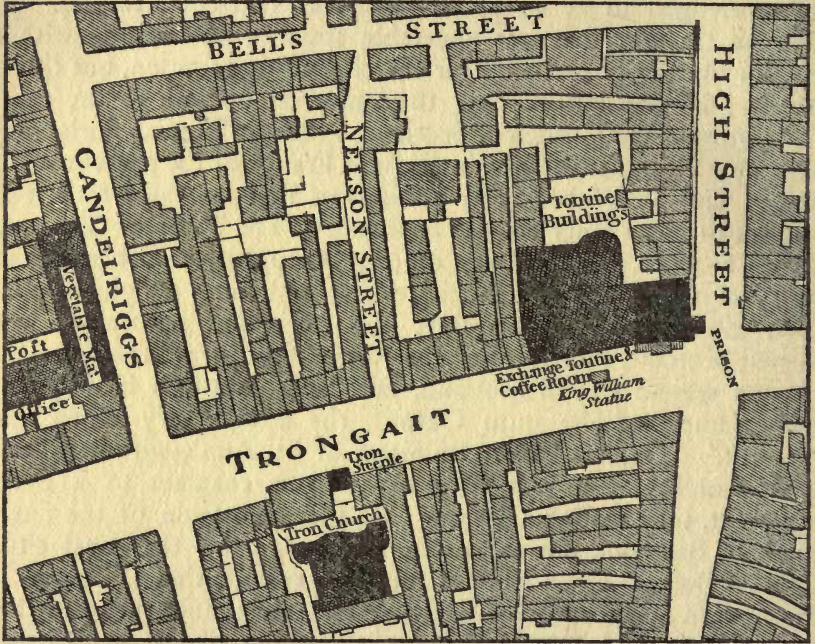 BELL'S STREET
HIGH STREET
CANDELRIGGS
NELSON STREET
Tontine
Buildings
Vegetable Mar.
Post
Office
Exchange Tontine &
Coffee Room
King William
Statue
PRISON
TRONGAIT
Tron
Steeple
Tron Church